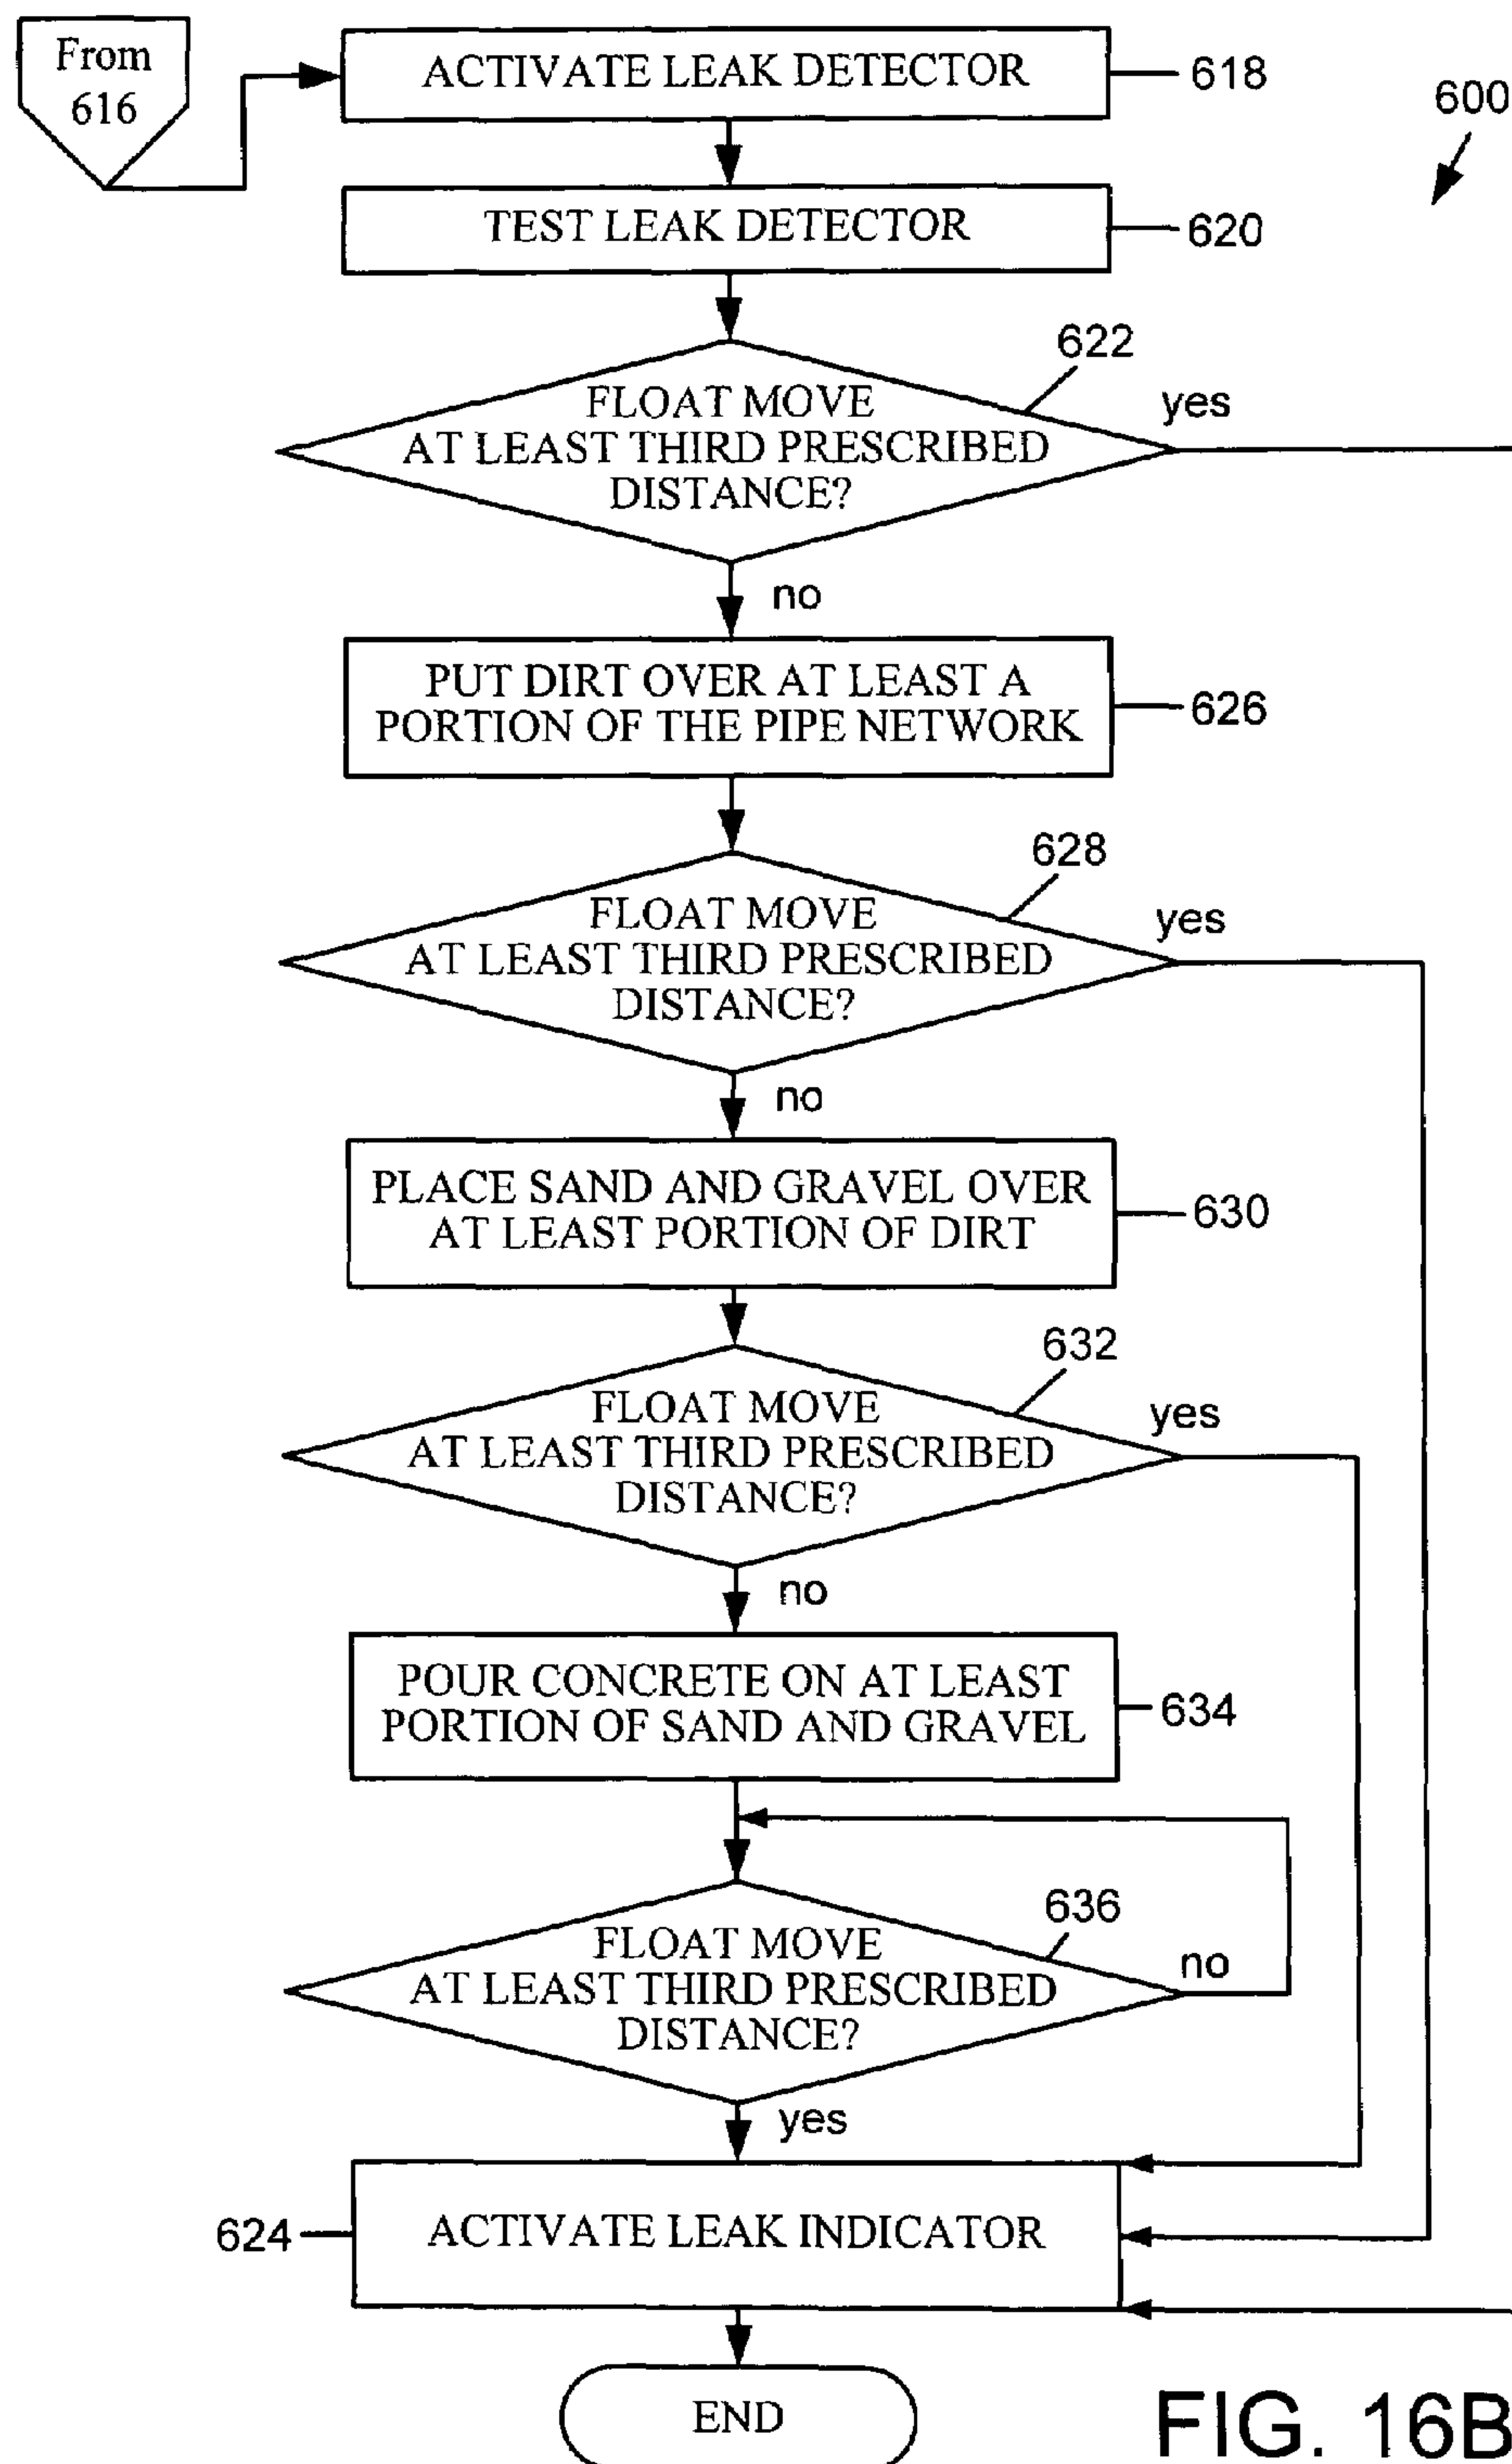 From
616
ACTIVATE LEAK DETECTOR
618
600
TEST LEAK DETECTOR
620
622
FLOAT MOVE
AT LEAST THIRD PRESCRIBED
DISTANCE?
yes
no
PUT DIRT OVER AT LEAST A
PORTION OF THE PIPE NETWORK
626
628
FLOAT MOVE
AT LEAST THIRD PRESCRIBED
DISTANCE?
yes
no
PLACE SAND AND GRAVEL OVER
AT LEAST PORTION OF DIRT
630
632
FLOAT MOVE
AT LEAST THIRD PRESCRIBED
DISTANCE?
yes
no
POUR CONCRETE ON AT LEAST
PORTION OF SAND AND GRAVEL
634
636
FLOAT MOVE
AT LEAST THIRD PRESCRIBED
DISTANCE?
no
yes
624
ACTIVATE LEAK INDICATOR
END
FIG. 16B